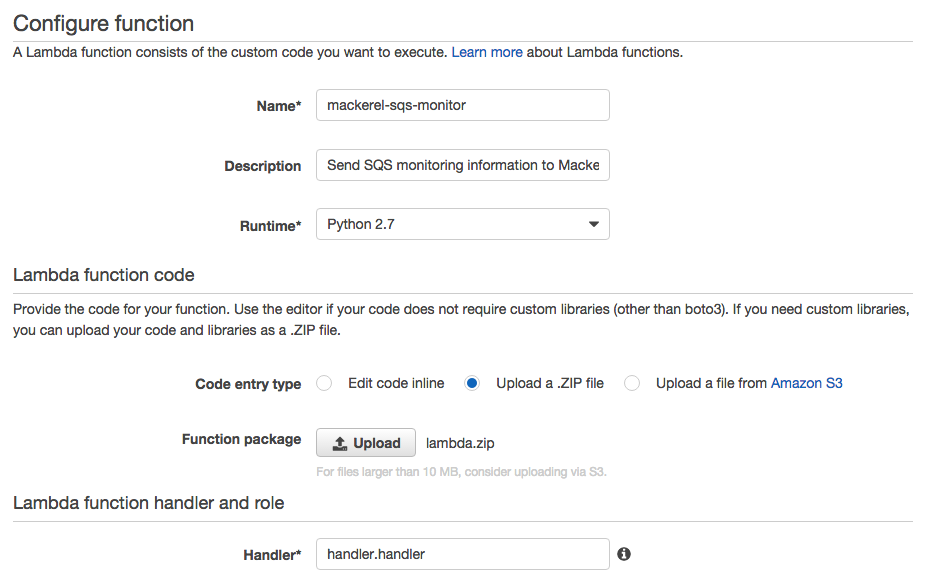 Configure function
A Lambda function consists of the custom code you want to execute. Learn more about Lambda functions.
Name* mackerel-sqs-monitor
Description Send SQS monitoring information to Macke
Runtime* Python 2.7
Lambda function code
Provide the code for your function. Use the editor if your code does not require custom libraries (other than boto3). If you need custom libraries,
you can upload your code and libraries as a .ZIP file.
Code entry type Edit code inline Upload a .ZIP file Upload a file from Amazon S3
Function package Upload lambda.zip
For files larger than 10 MB, consider uploading via S3.
Lambda function handler and role
Handler* handler.handler